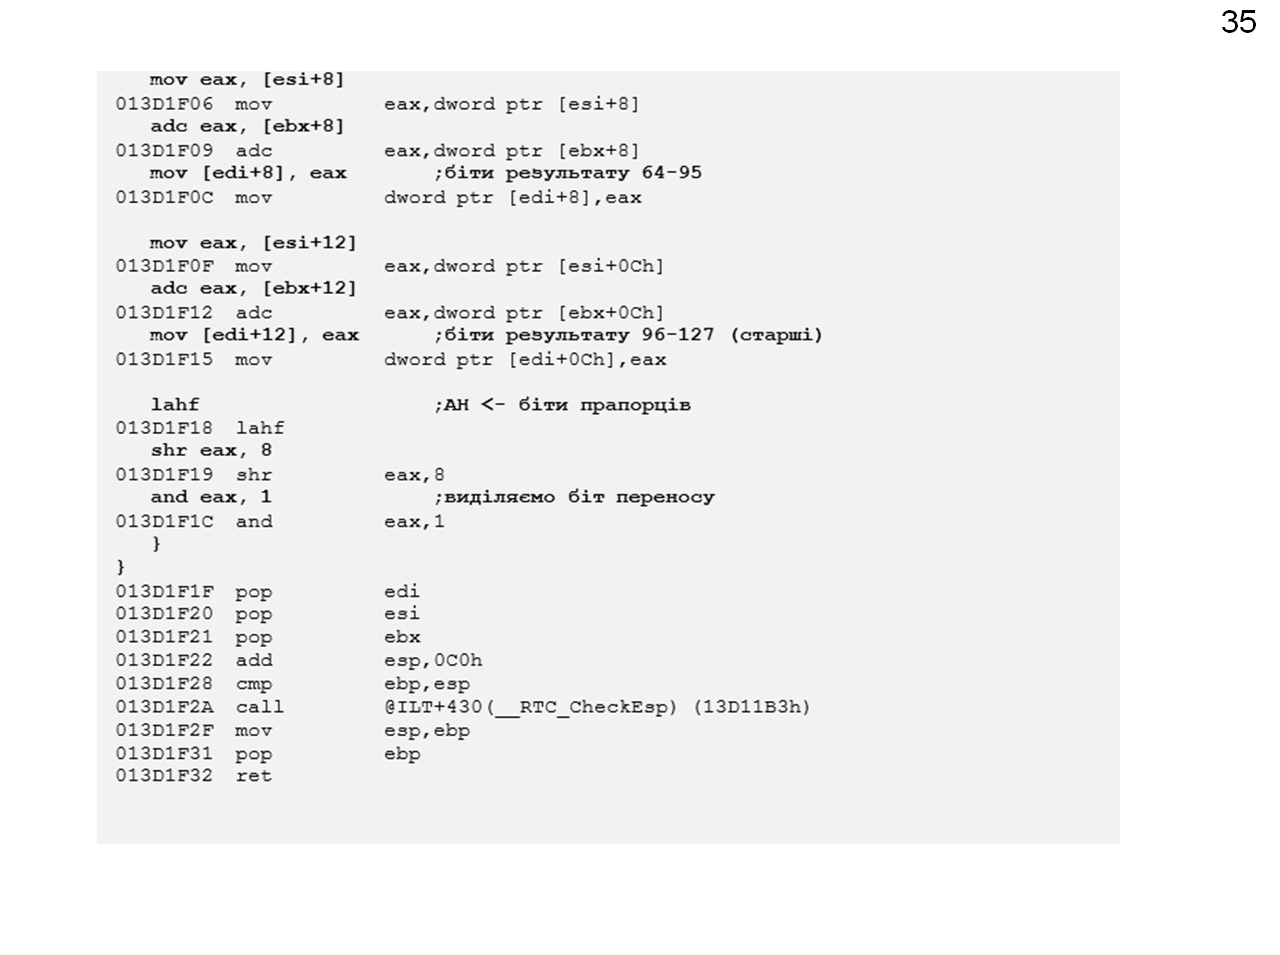 35
mov eax, [esi+8]
013D1F06 mov eax,dword ptr [esi+8]
adc eax, [ebx+8]
013D1F09 adc eax,dword ptr [ebx+8]
mov [edi+8], eax ;біти результату 64-95
013D1F0C mov dword ptr [edi+8],eax
mov eax, [esi+12]
013D1F0F mov eax,dword ptr [esi+0Ch]
adc eax, [ebx+12]
013D1F12 adc eax,dword ptr [ebx+0Ch]
mov [edi+12], eax ;біти результату 96-127 (старші)
013D1F15 mov dword ptr [edi+0Ch],eax
lahf ;AH <- біти прапорців
013D1F18 lahf
shr eax, 8
013D1F19 shr eax,8
and eax, 1 ;виділяємо біт переносу
013D1F1C and eax,1
}
}
013D1F1F pop edi
013D1F20 pop esi
013D1F21 pop ebx
013D1F22 add esp,0C0h
013D1F28 cmp ebp,esp
013D1F2A call @ILT+430(__RTC_CheckEsp) (13D11B3h)
013D1F2F mov esp,ebp
013D1F31 pop ebp
013D1F32 ret